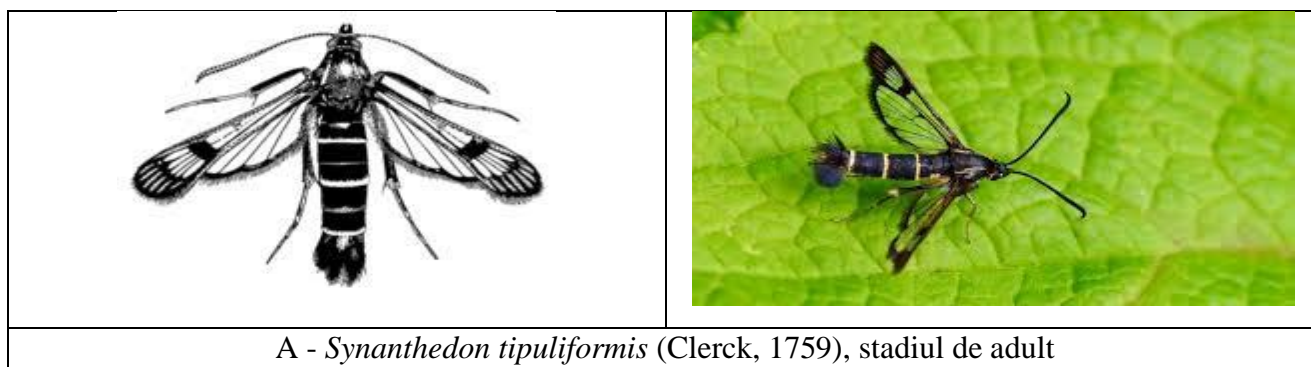 A - Synanthedon tipuliformis (Clerck, 1759), stadiul de adult